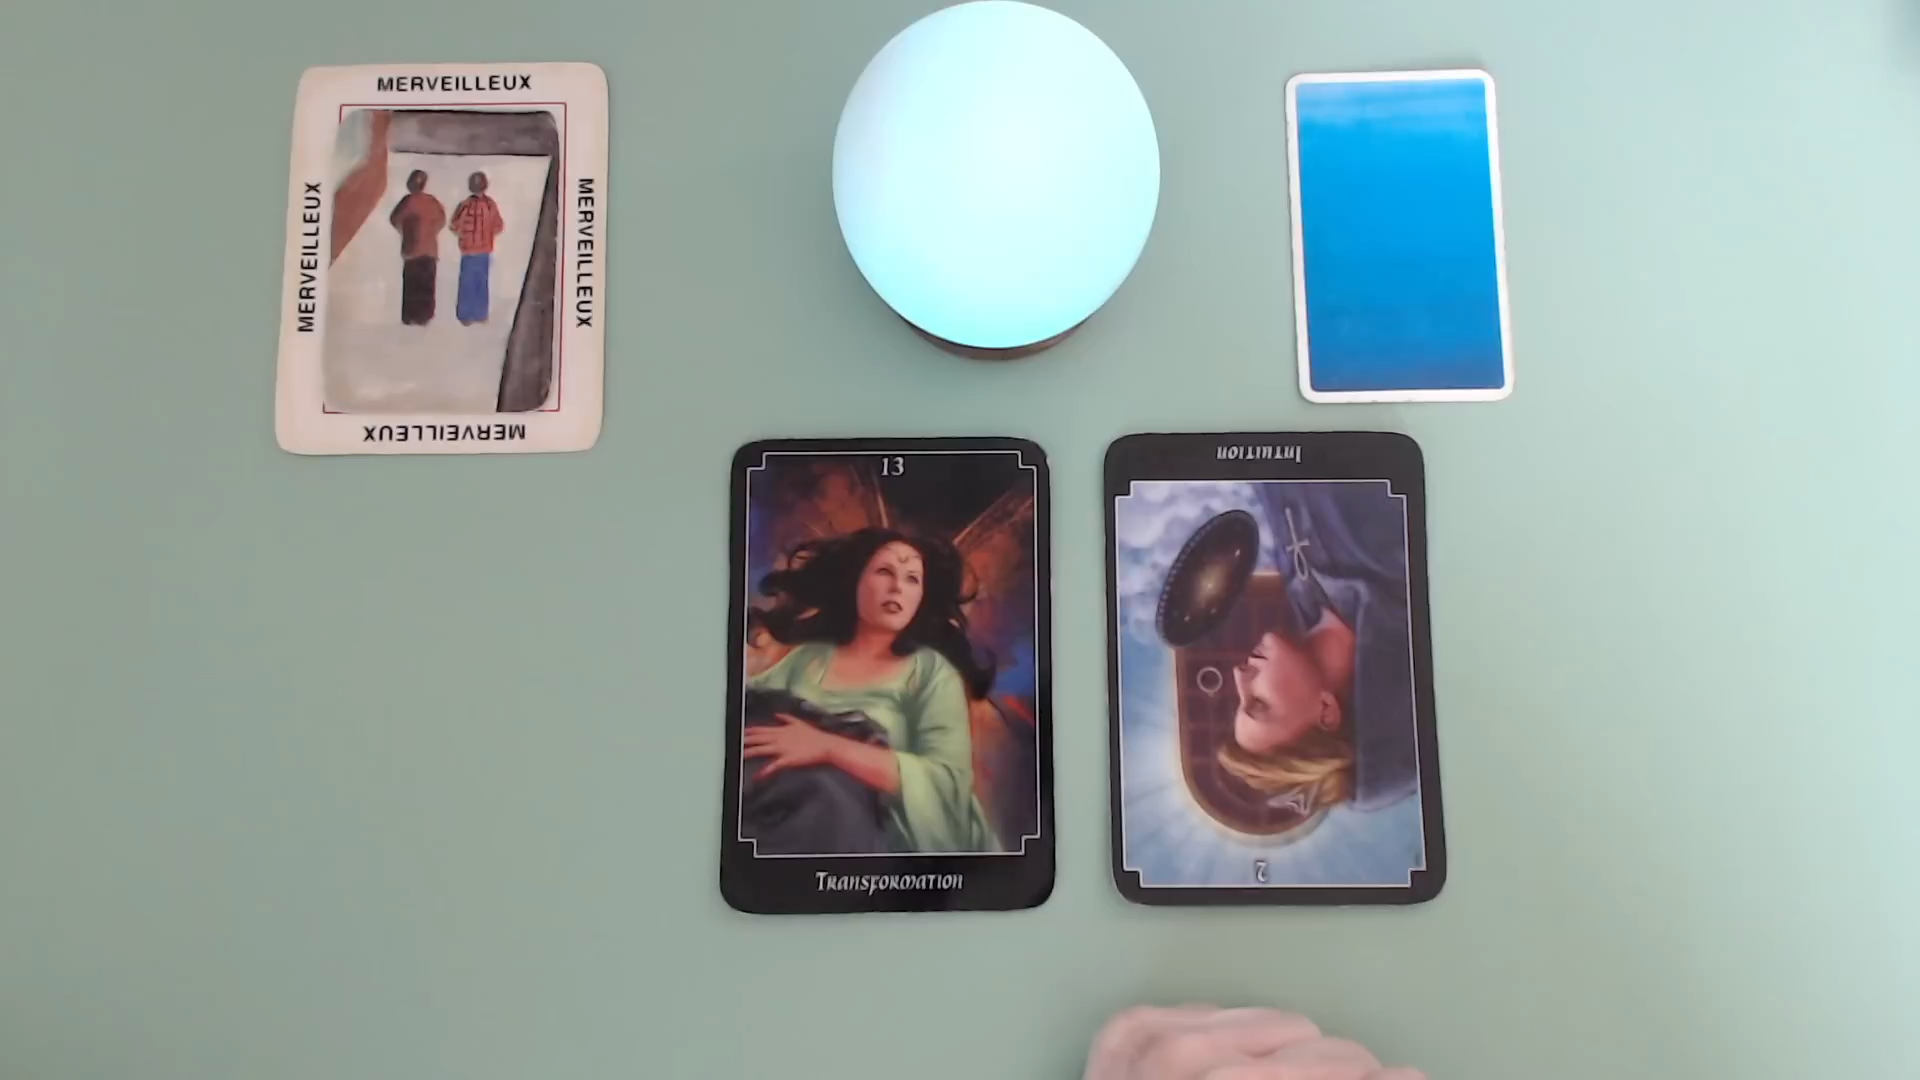 MERVEILLEUX
MERVEILLEUX
MERVEILLEUX
MERVEILLEUX
13
Transformation
Intuition
2